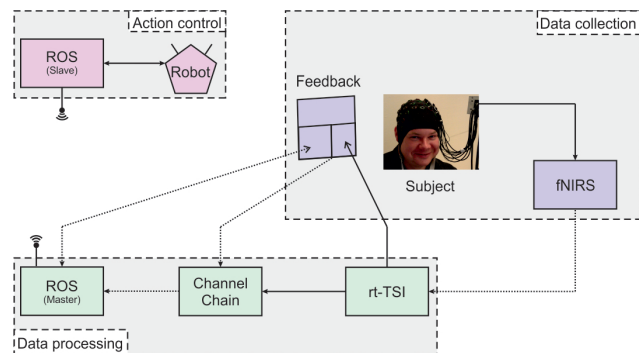 Action control
ROS
(Slave)
Robot
Data collection
Feedback
Subject
fNIRS
ROS
(Master)
Channel
Chain
rt-TSI
Data processing